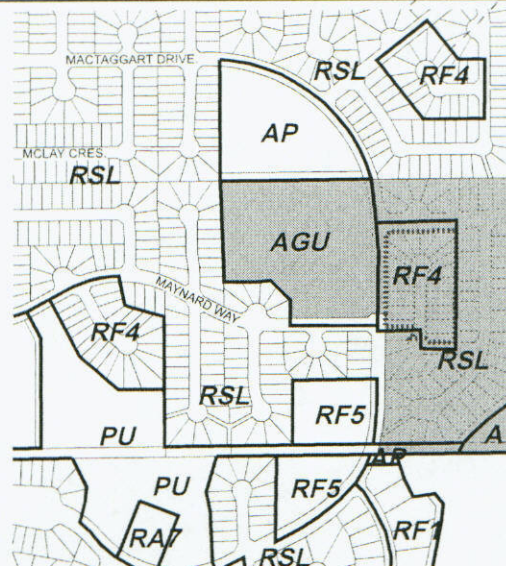 MACTAGGART DRIVE
RSL
RF4
AP
MCLAY CRES.
RSL
AGU
RF4
MAYNARD WAY
RF4
RSL
RSL
RF5
PU
A
AP
PU
RF5
RA7
RF1
RSL